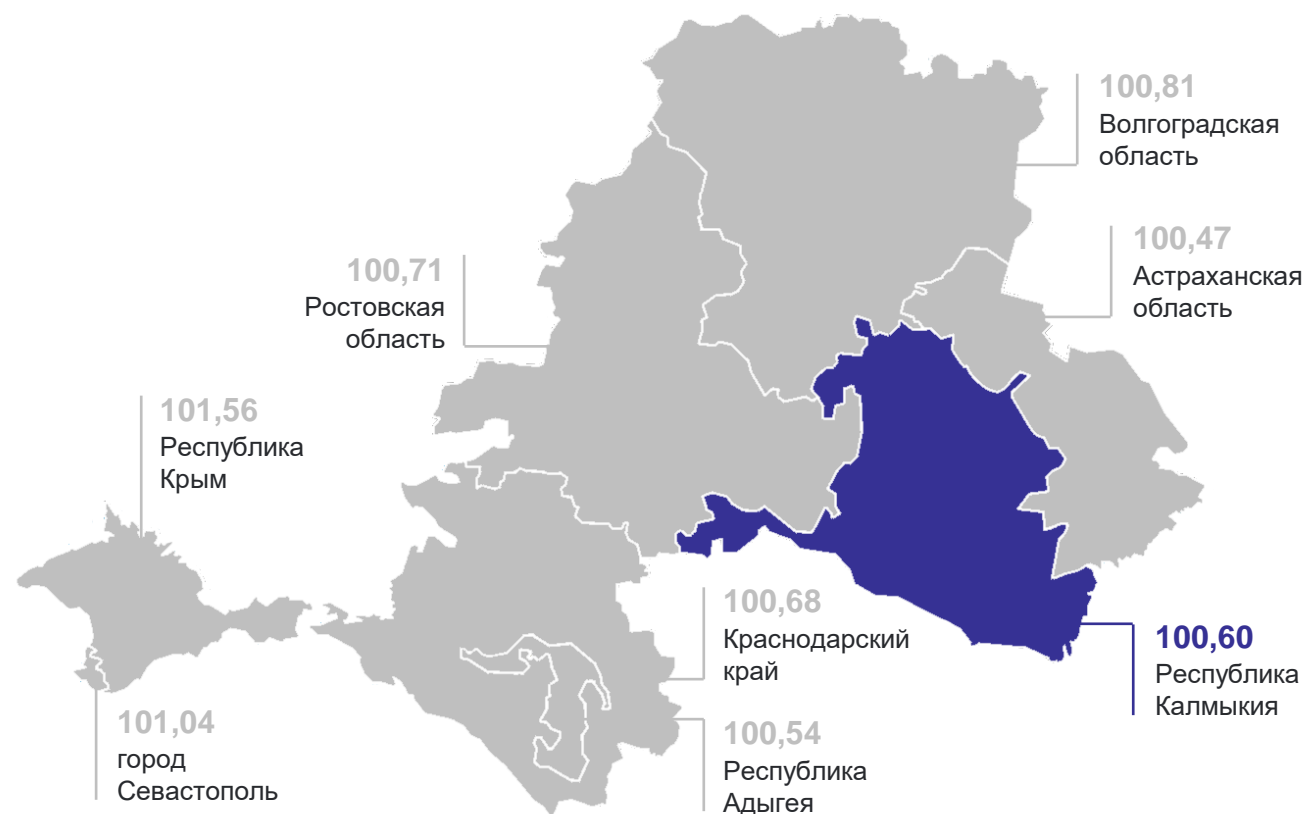 100,81
Волгоградская
область
100,47
Астраханская
область
100,71
Ростовская
область
101,56
Республика
Крым
100,68
Краснодарский
край
100,60
Республика
Калмыкия
101,04
город
Севастополь
100,54
Республика
Адыгея